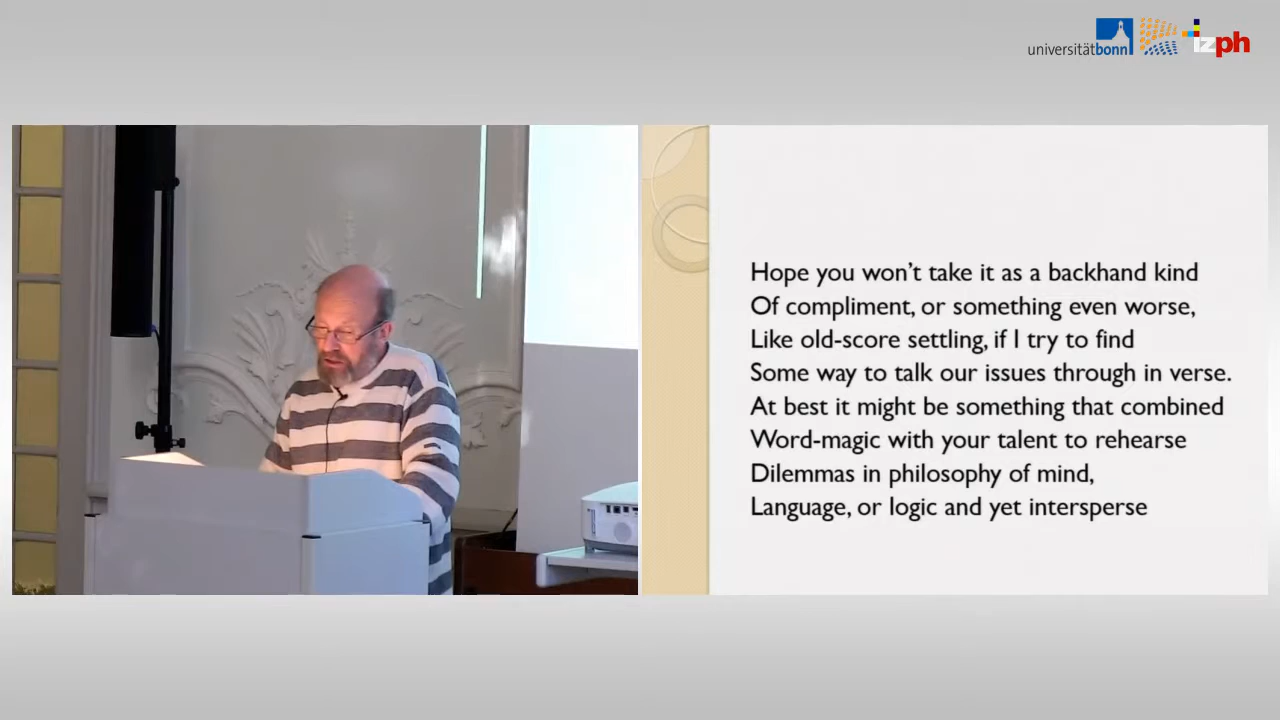 universitätbonn izph
Hope you won’t take it as a backhand kind
Of compliment, or something even worse,
Like old-score settling, if I try to find
Some way to talk our issues through in verse.
At best it might be something that combined
Word-magic with your talent to rehearse
Dilemmas in philosophy of mind,
Language, or logic and yet intersperse